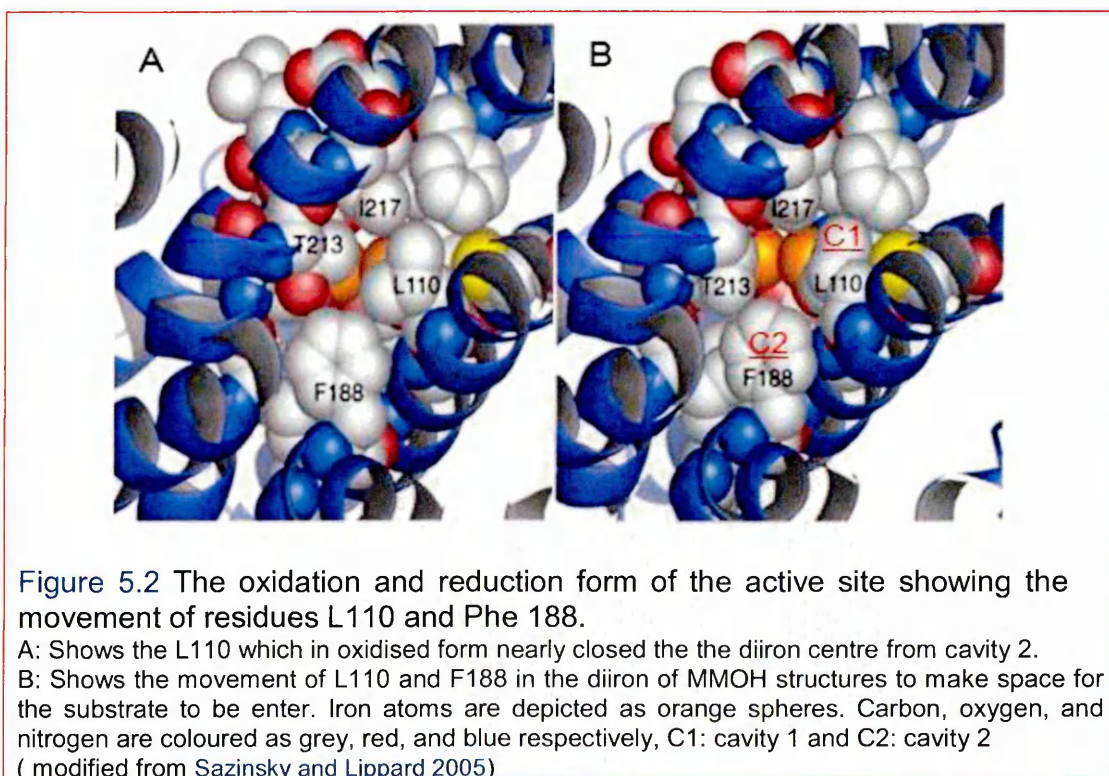 A
B
I217
T213
L110
F188
I217
C1
T213
L110
C2
F188
Figure 5.2 The oxidation and reduction form of the active site showing the
movement of residues L110 and Phe 188.
A: Shows the L110 which in oxidised form nearly closed the the diiron centre from cavity 2.
B: Shows the movement of L110 and F188 in the diiron of MMOH structures to make space for
the substrate to be enter. Iron atoms are depicted as orange spheres. Carbon, oxygen, and
nitrogen are coloured as grey, red, and blue respectively, C1: cavity 1 and C2: cavity 2
( modified from Sazinsky and Lippard 2005)